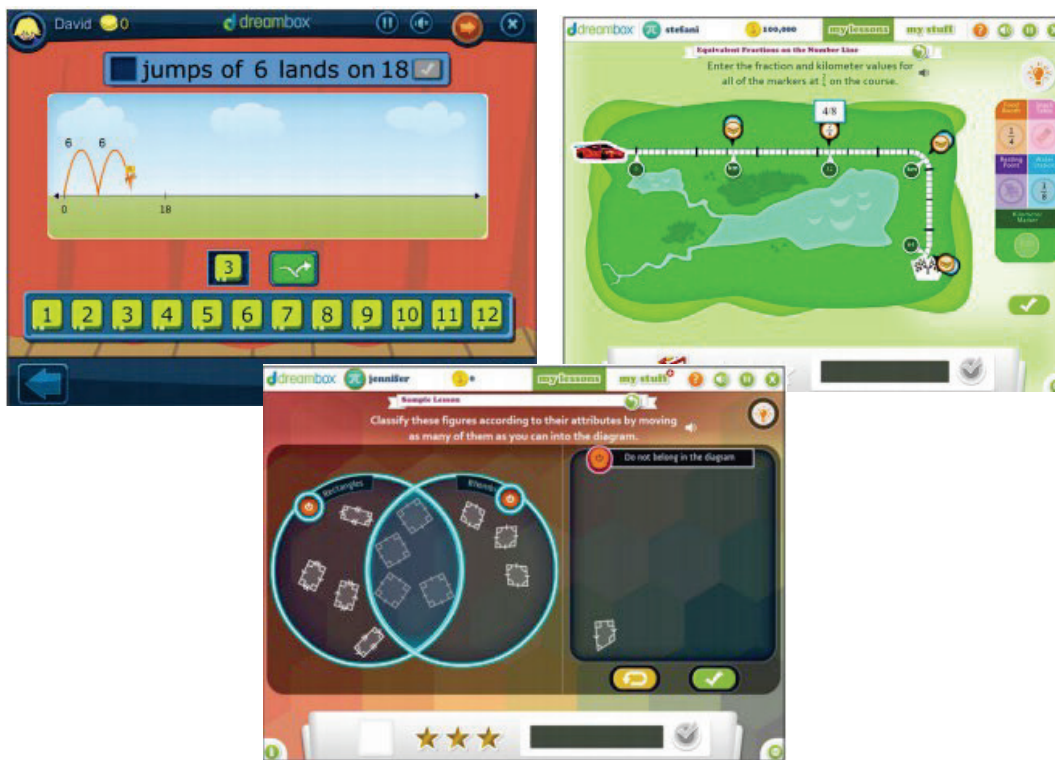 David 0
dreambox
jumps of 6 lands on 18
6 6
0 18
3
1 2 3 4 5 6 7 8 9 10 11 12
dreambox stefani 100,000 my lessons my stuff ?
Equivalent Fractions on the Number Line
Enter the fraction and kilometer values for
all of the markers at on the course.
4/8
Kilometer
Marker
dreambox jennifer 0 my lessons my stuff ?
Sample Lesson
Classify these figures according to their attributes by moving
as many of them as you can into the diagram.
Rectangles
Do not belong in the diagram